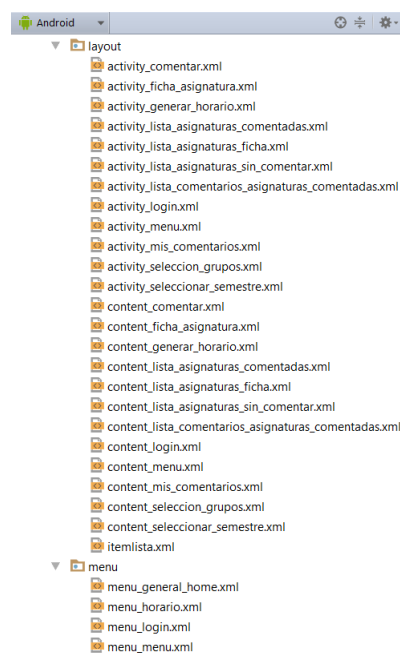 Android
layout
activity_comentar.xml
activity_ficha_asignatura.xml
activity_generar_horario.xml
activity_lista_asignaturas_comentadas.xml
activity_lista_asignaturas_ficha.xml
activity_lista_asignaturas_sin_comentar.xml
activity_lista_comentarios_asignaturas_comentadas.xml
activity_login.xml
activity_menu.xml
activity_mis_comentarios.xml
activity_seleccion_grupos.xml
activity_seleccionar_semestre.xml
content_comentar.xml
content_ficha_asignatura.xml
content_generar_horario.xml
content_lista_asignaturas_comentadas.xml
content_lista_asignaturas_ficha.xml
content_lista_asignaturas_sin_comentar.xml
content_lista_comentarios_asignaturas_comentadas.xml
content_login.xml
content_menu.xml
content_mis_comentarios.xml
content_seleccion_grupos.xml
content_seleccionar_semestre.xml
itemlista.xml
menu
menu_general_home.xml
menu_horario.xml
menu_login.xml
menu_menu.xml